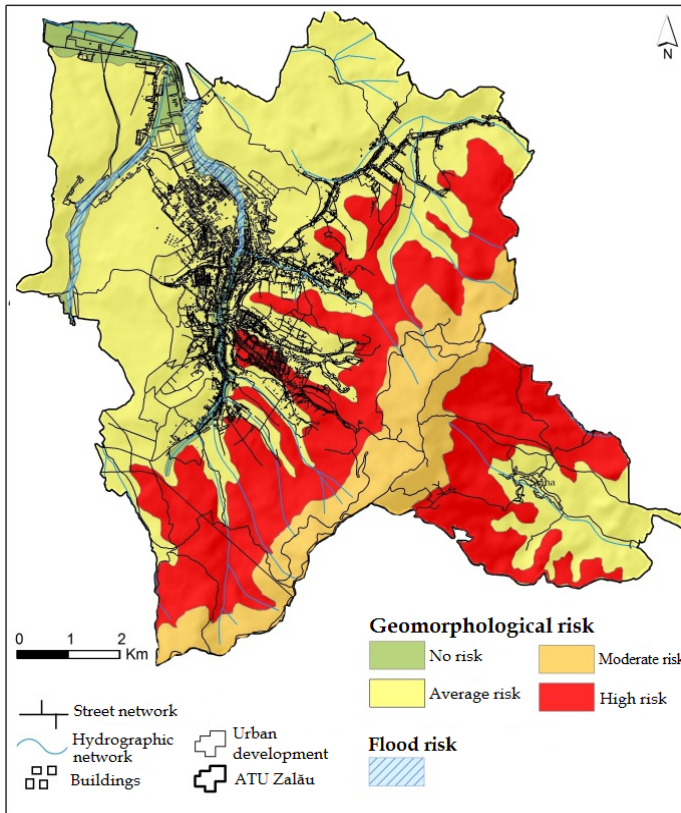 N
0 1 2
Km
Geomorphological risk
No risk
Moderate risk
Average risk
High risk
Street network
Hydrographic
network
Urban
development
Flood risk
Buildings
ATU Zalău